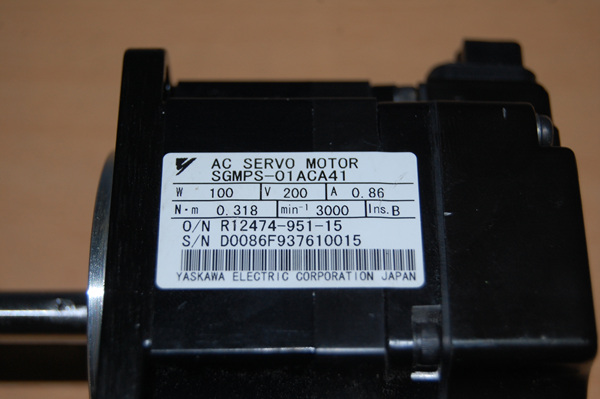 AC SERVO MOTOR
SGMPS-01ACA41
W 100 V 200 A 0.86
N·m 0.318 min⁻¹ 3000 Ins.B
O/N R12474-951-15
S/N D0086F937610015
YASKAWA ELECTRIC CORPORATION JAPAN